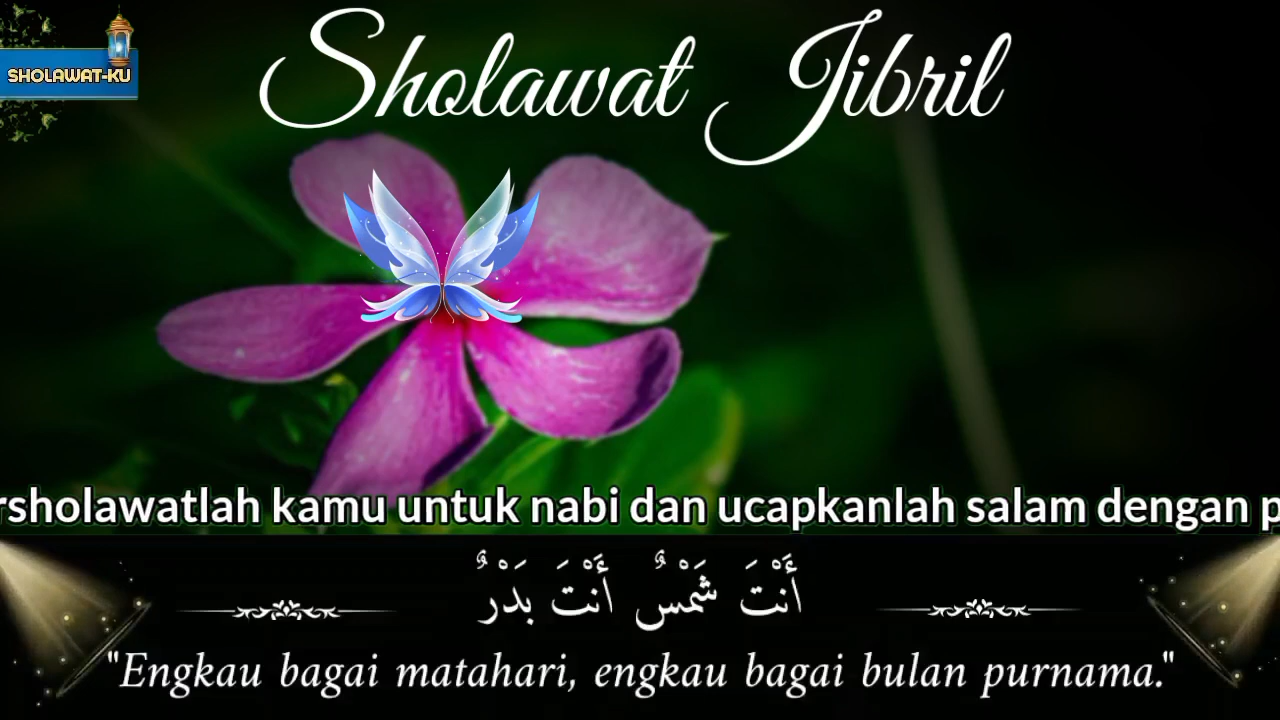 SHOLAWAT-KU
Sholawat Jibril
rsholawatlah kamu untuk nabi dan ucapkanlah salam dengan p
أَنْتَ شَمْسٌ أَنْتَ بَدْرٌ
"Engkau bagai matahari, engkau bagai bulan purnama."